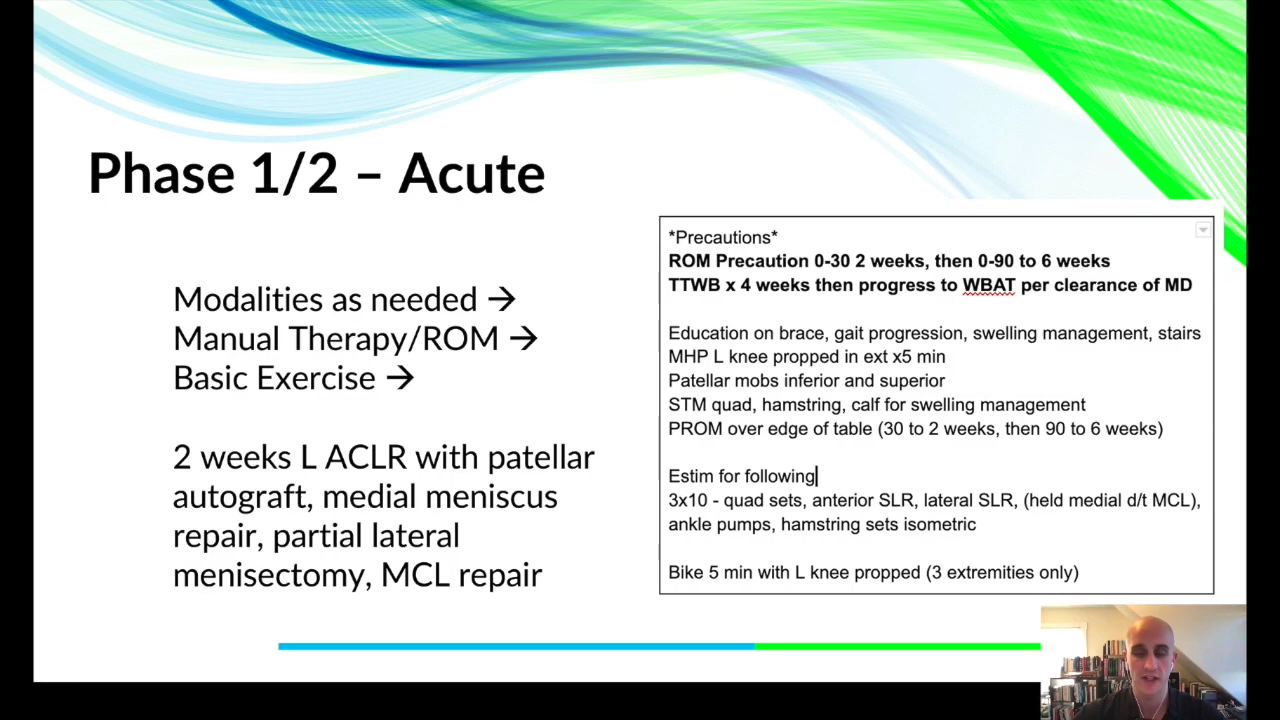 Phase 1/2 – Acute
Modalities as needed →
Manual Therapy/ROM →
Basic Exercise →
2 weeks L ACLR with patellar
autograft, medial meniscus
repair, partial lateral
menisectomy, MCL repair
*Precautions*
ROM Precaution 0-30 2 weeks, then 0-90 to 6 weeks
TTWB x 4 weeks then progress to WBAT per clearance of MD
Education on brace, gait progression, swelling management, stairs
MHP L knee propped in ext x5 min
Patellar mobs inferior and superior
STM quad, hamstring, calf for swelling management
PROM over edge of table (30 to 2 weeks, then 90 to 6 weeks)
Estim for following
3x10 - quad sets, anterior SLR, lateral SLR, (held medial d/t MCL),
ankle pumps, hamstring sets isometric
Bike 5 min with L knee propped (3 extremities only)